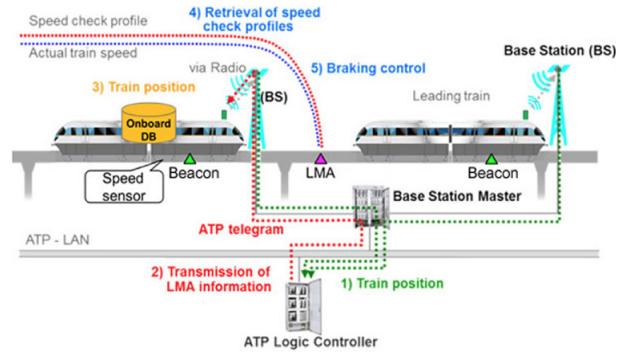 Speed check profile
4) Retrieval of speed
check profiles
Actual train speed
via Radio
5) Braking control
Base Station (BS)
3) Train position
(BS)
Leading train
Onboard
DB
Speed
sensor
Beacon
LMA
Beacon
Base Station Master
ATP telegram
ATP - LAN
2) Transmission of
LMA information
1) Train position
ATP Logic Controller